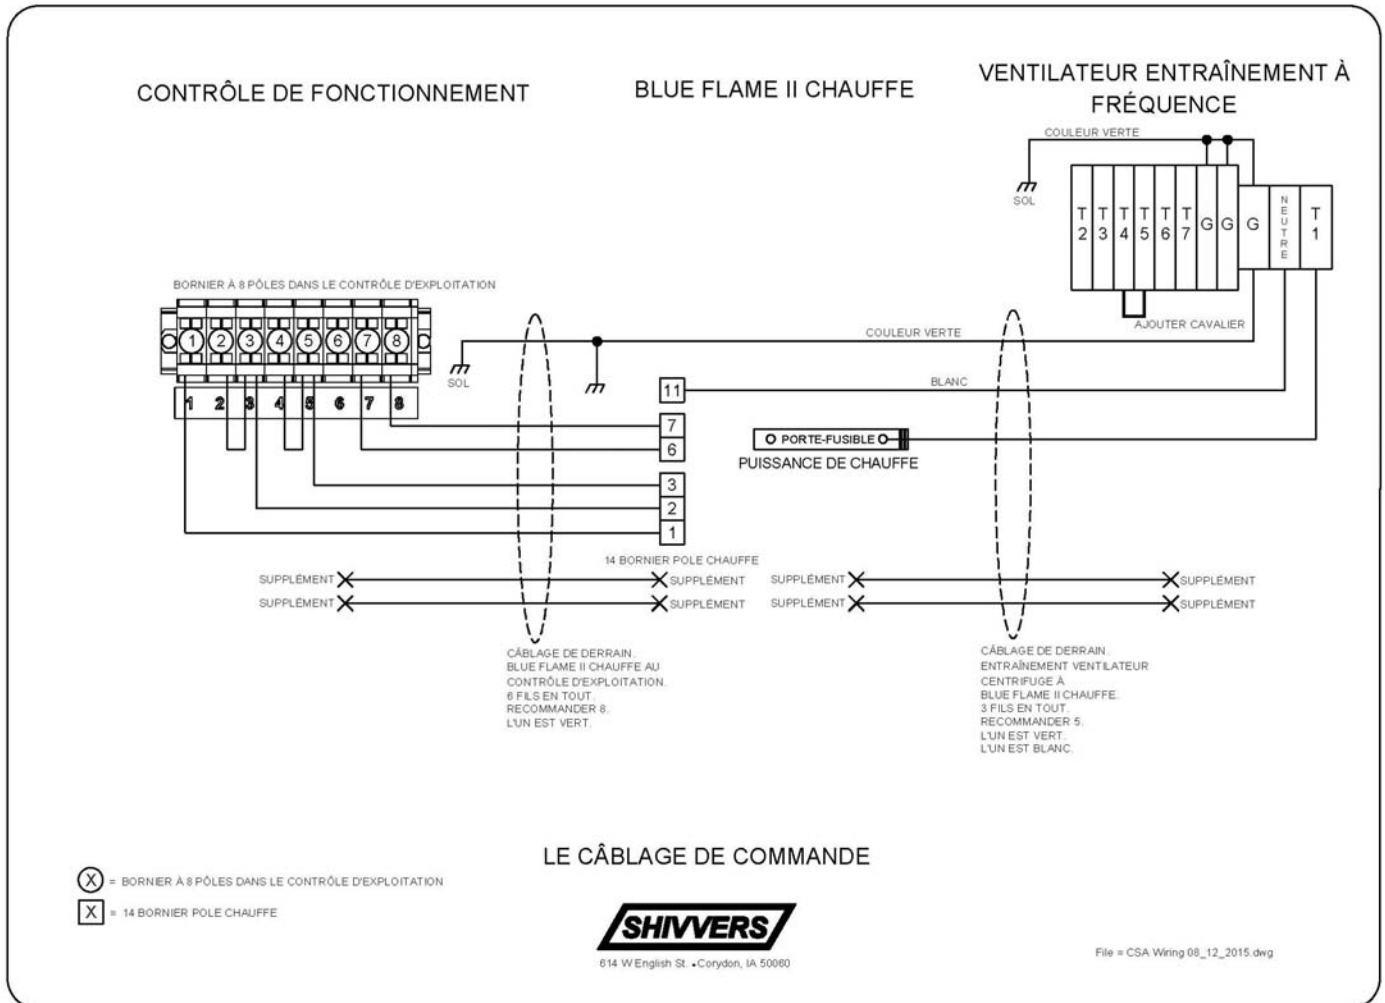 CONTRÔLE DE FONCTIONNEMENT
BLUE FLAME II CHAUFFE
VENTILATEUR ENTRAÎNEMENT À
FRÉQUENCE
COULEUR VERTE
SOL
T2
T3
T4
T5
T6
T7
G
G
G
NEUTRE
T1
AJOUTER CAVALIER
BORNIER À 8 PÔLES DANS LE CONTRÔLE D'EXPLOITATION
1 2 3 4 5 6 7 8
1 2 3 4 5 6 7 8
SOL
COULEUR VERTE
BLANC
11
7
6
3
2
1
PORTE-FUSIBLE
PUISSANCE DE CHAUFFE
14 BORNIER POLE CHAUFFE
SUPPLÉMENT
SUPPLÉMENT
SUPPLÉMENT
SUPPLÉMENT
SUPPLÉMENT
SUPPLÉMENT
SUPPLÉMENT
SUPPLÉMENT
CÂBLAGE DE DERRAIN.
BLUE FLAME II CHAUFFE AU
CONTRÔLE D'EXPLOITATION.
6 FILS EN TOUT.
RECOMMANDER 8.
L'UN EST VERT.
CÂBLAGE DE DERRAIN.
ENTRAÎNEMENT VENTILATEUR
CENTRIFUGE À
BLUE FLAME II CHAUFFE.
3 FILS EN TOUT.
RECOMMANDER 5.
L'UN EST VERT.
L'UN EST BLANC.
LE CÂBLAGE DE COMMANDE
X = BORNIER À 8 PÔLES DANS LE CONTRÔLE D'EXPLOITATION
X = 14 BORNIER POLE CHAUFFE
SHIVVERS
614 W English St. • Corydon, IA 50060
File = CSA Wiring 08_12_2015.dwg